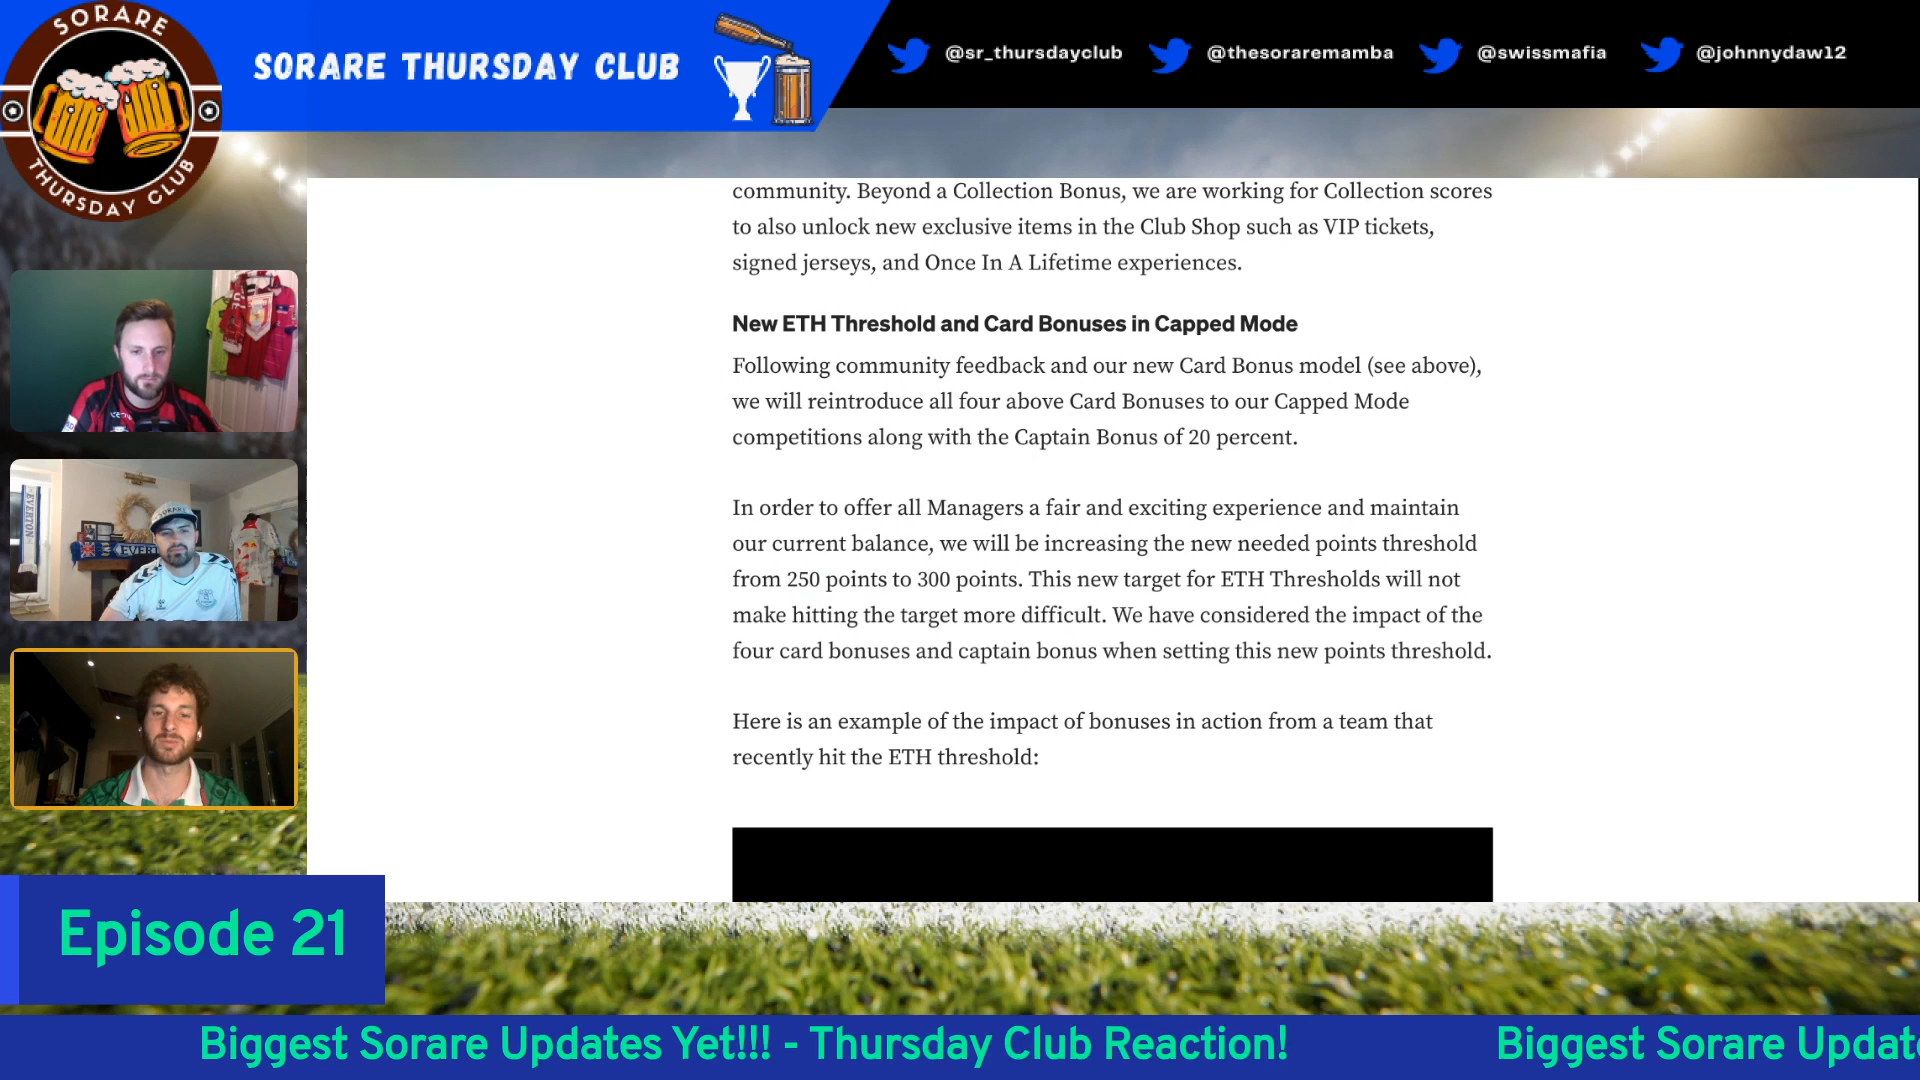 SORARE
THURSDAY CLUB
SORARE THURSDAY CLUB
@sr_thursdayclub
@thesoraremamba
@swissmafia
@johnnydaw12
community. Beyond a Collection Bonus, we are working for Collection scores
to also unlock new exclusive items in the Club Shop such as VIP tickets,
signed jerseys, and Once In A Lifetime experiences.
New ETH Threshold and Card Bonuses in Capped Mode
Following community feedback and our new Card Bonus model (see above),
we will reintroduce all four above Card Bonuses to our Capped Mode
competitions along with the Captain Bonus of 20 percent.
In order to offer all Managers a fair and exciting experience and maintain
our current balance, we will be increasing the new needed points threshold
from 250 points to 300 points. This new target for ETH Thresholds will not
make hitting the target more difficult. We have considered the impact of the
four card bonuses and captain bonus when setting this new points threshold.
Here is an example of the impact of bonuses in action from a team that
recently hit the ETH threshold:
EVERTON
SORARE
EVERT
Episode 21
Biggest Sorare Updates Yet!!! - Thursday Club Reaction!
Biggest Sorare Update